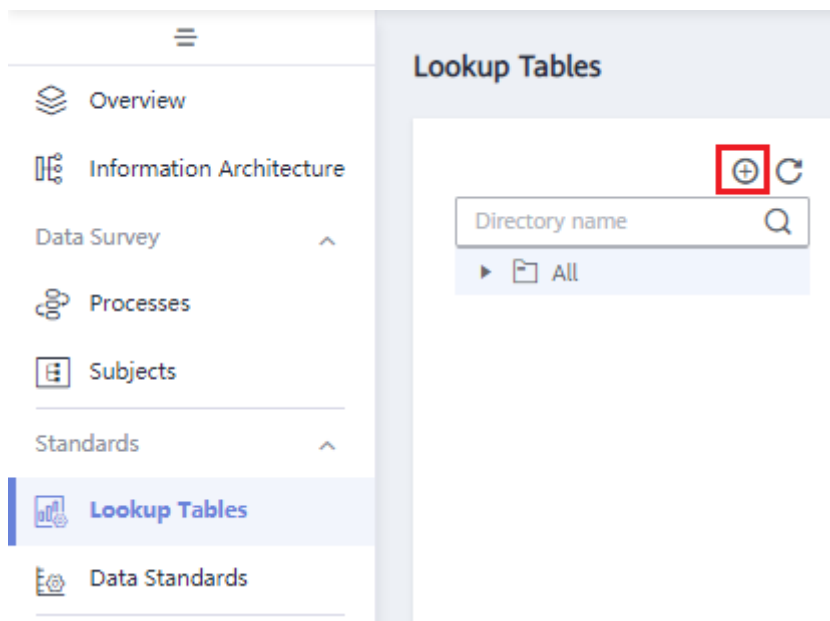 Overview
Information Architecture
Data Survey
Processes
Subjects
Standards
Lookup Tables
Data Standards
Lookup Tables
Directory name
All